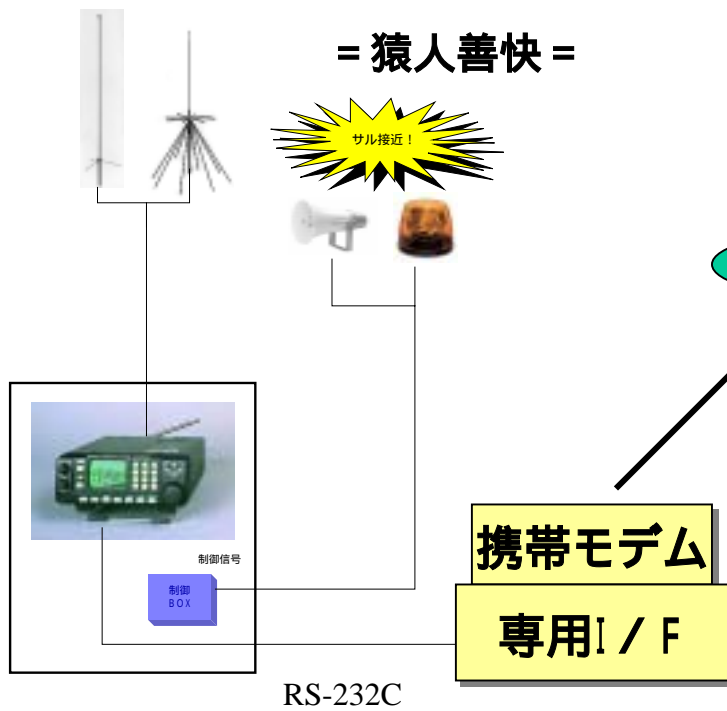 =猿人善快=
サル接近！
制御信号
制御
BOX
携帯モデム
専用I／F
RS-232C